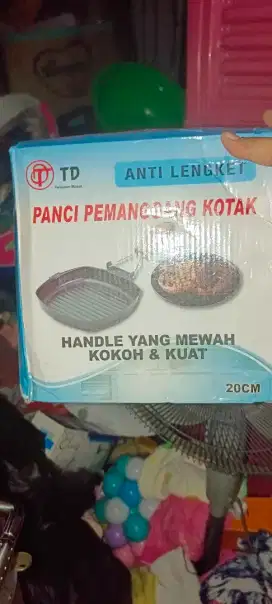 TD
ANTI LENGKET
PANCI PEMANGGANG KOTAK
HANDLE YANG MEWAH
KOKOH & KUAT
20CM